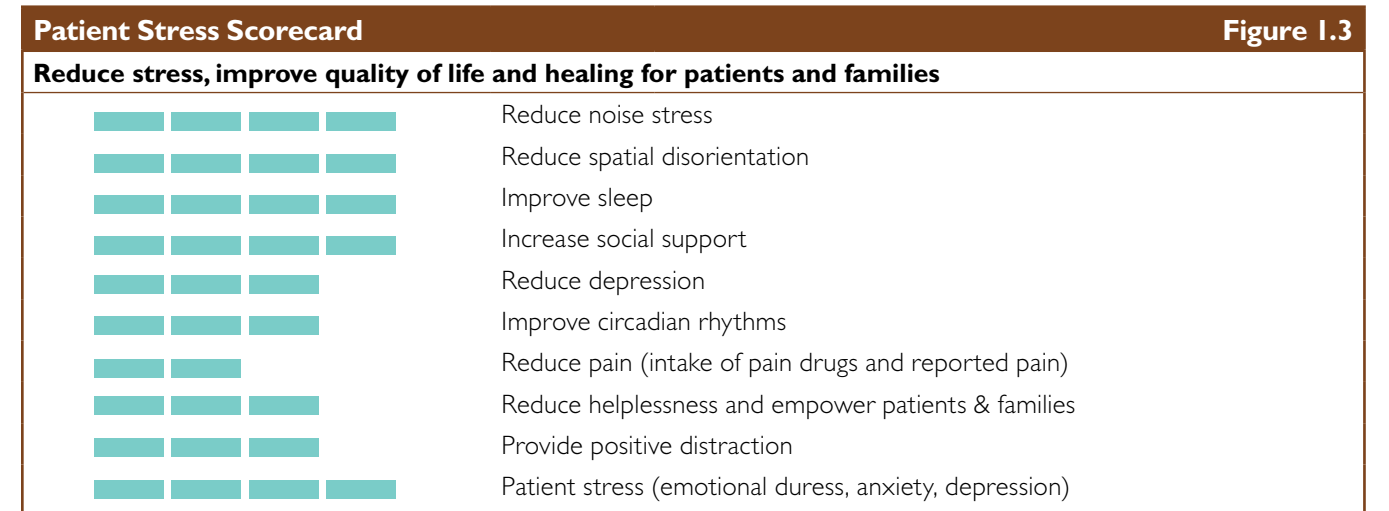 Patient Stress Scorecard Figure 1.3
Reduce stress, improve quality of life and healing for patients and families
Reduce noise stress
Reduce spatial disorientation
Improve sleep
Increase social support
Reduce depression
Improve circadian rhythms
Reduce pain (intake of pain drugs and reported pain)
Reduce helplessness and empower patients & families
Provide positive distraction
Patient stress (emotional duress, anxiety, depression)